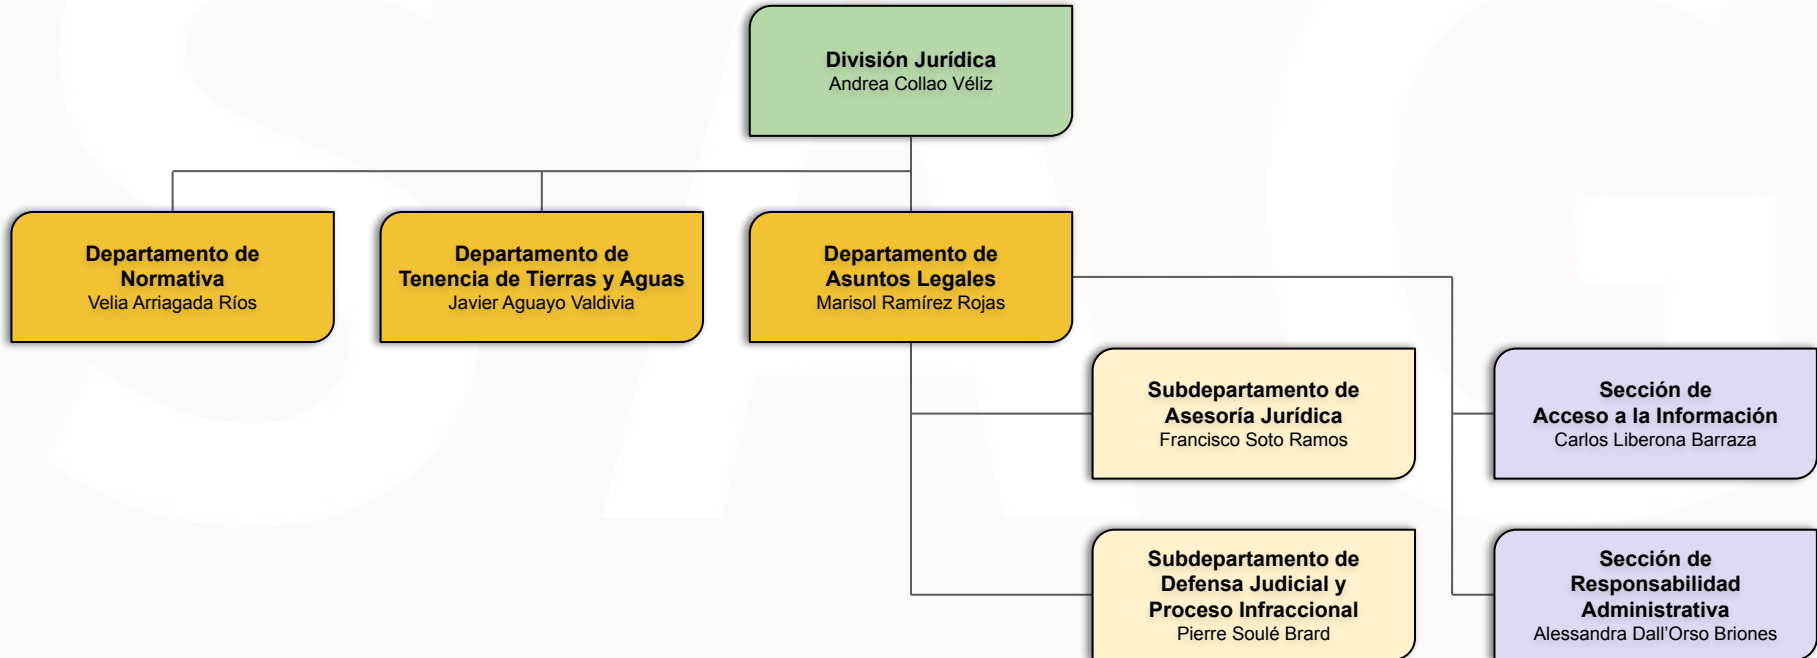 División Jurídica
Andrea Collao Véliz
Departamento de
Normativa
Velia Arriagada Ríos
Departamento de
Tenencia de Tierras y Aguas
Javier Aguayo Valdivia
Departamento de
Asuntos Legales
Marisol Ramírez Rojas
Subdepartamento de
Asesoría Jurídica
Francisco Soto Ramos
Sección de
Acceso a la Información
Carlos Liberona Barraza
Subdepartamento de
Defensa Judicial y
Proceso Infraccional
Pierre Soulé Brard
Sección de
Responsabilidad
Administrativa
Alessandra Dall'Orso Briones
SAG